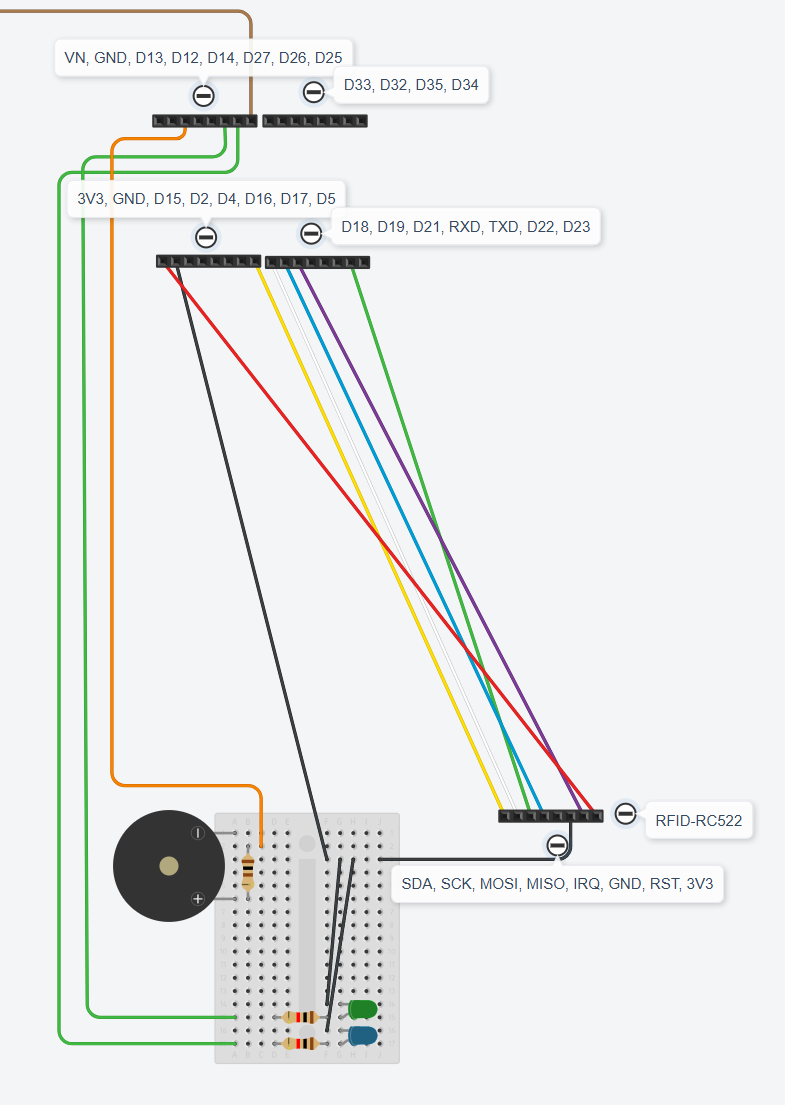 VN, GND, D13, D12, D14, D27, D26, D25
D33, D32, D35, D34
3V3, GND, D15, D2, D4, D16, D17, D5
D18, D19, D21, RXD, TXD, D22, D23
RFID-RC522
SDA, SCK, MOSI, MISO, IRQ, GND, RST, 3V3